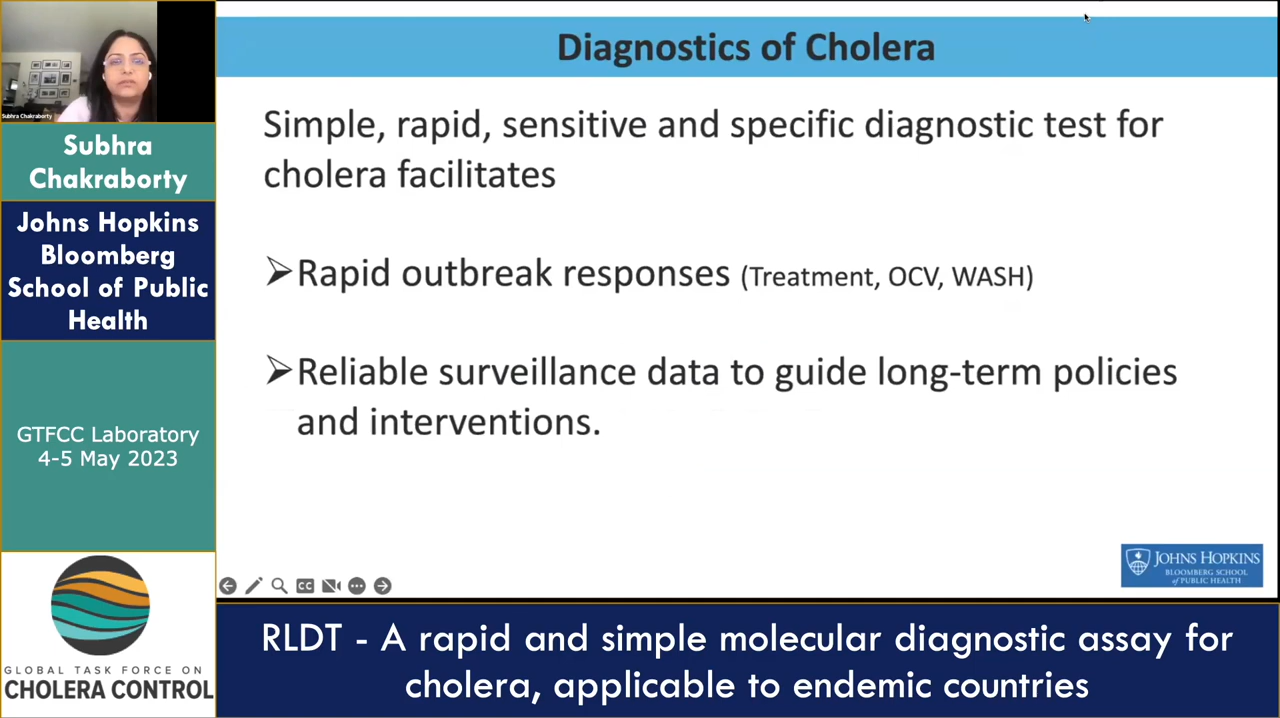 Subhra Chakraborty
Subhra
Chakraborty
Johns Hopkins
Bloomberg
School of Public
Health
GTFCC Laboratory
4-5 May 2023
GLOBAL TASK FORCE ON
CHOLERA CONTROL
Diagnostics of Cholera
Simple, rapid, sensitive and specific diagnostic test for
cholera facilitates
➢Rapid outbreak responses (Treatment, OCV, WASH)
➢Reliable surveillance data to guide long-term policies
and interventions.
CC
JOHNS HOPKINS
BLOOMBERG SCHOOL
of PUBLIC HEALTH
RLDT - A rapid and simple molecular diagnostic assay for
cholera, applicable to endemic countries